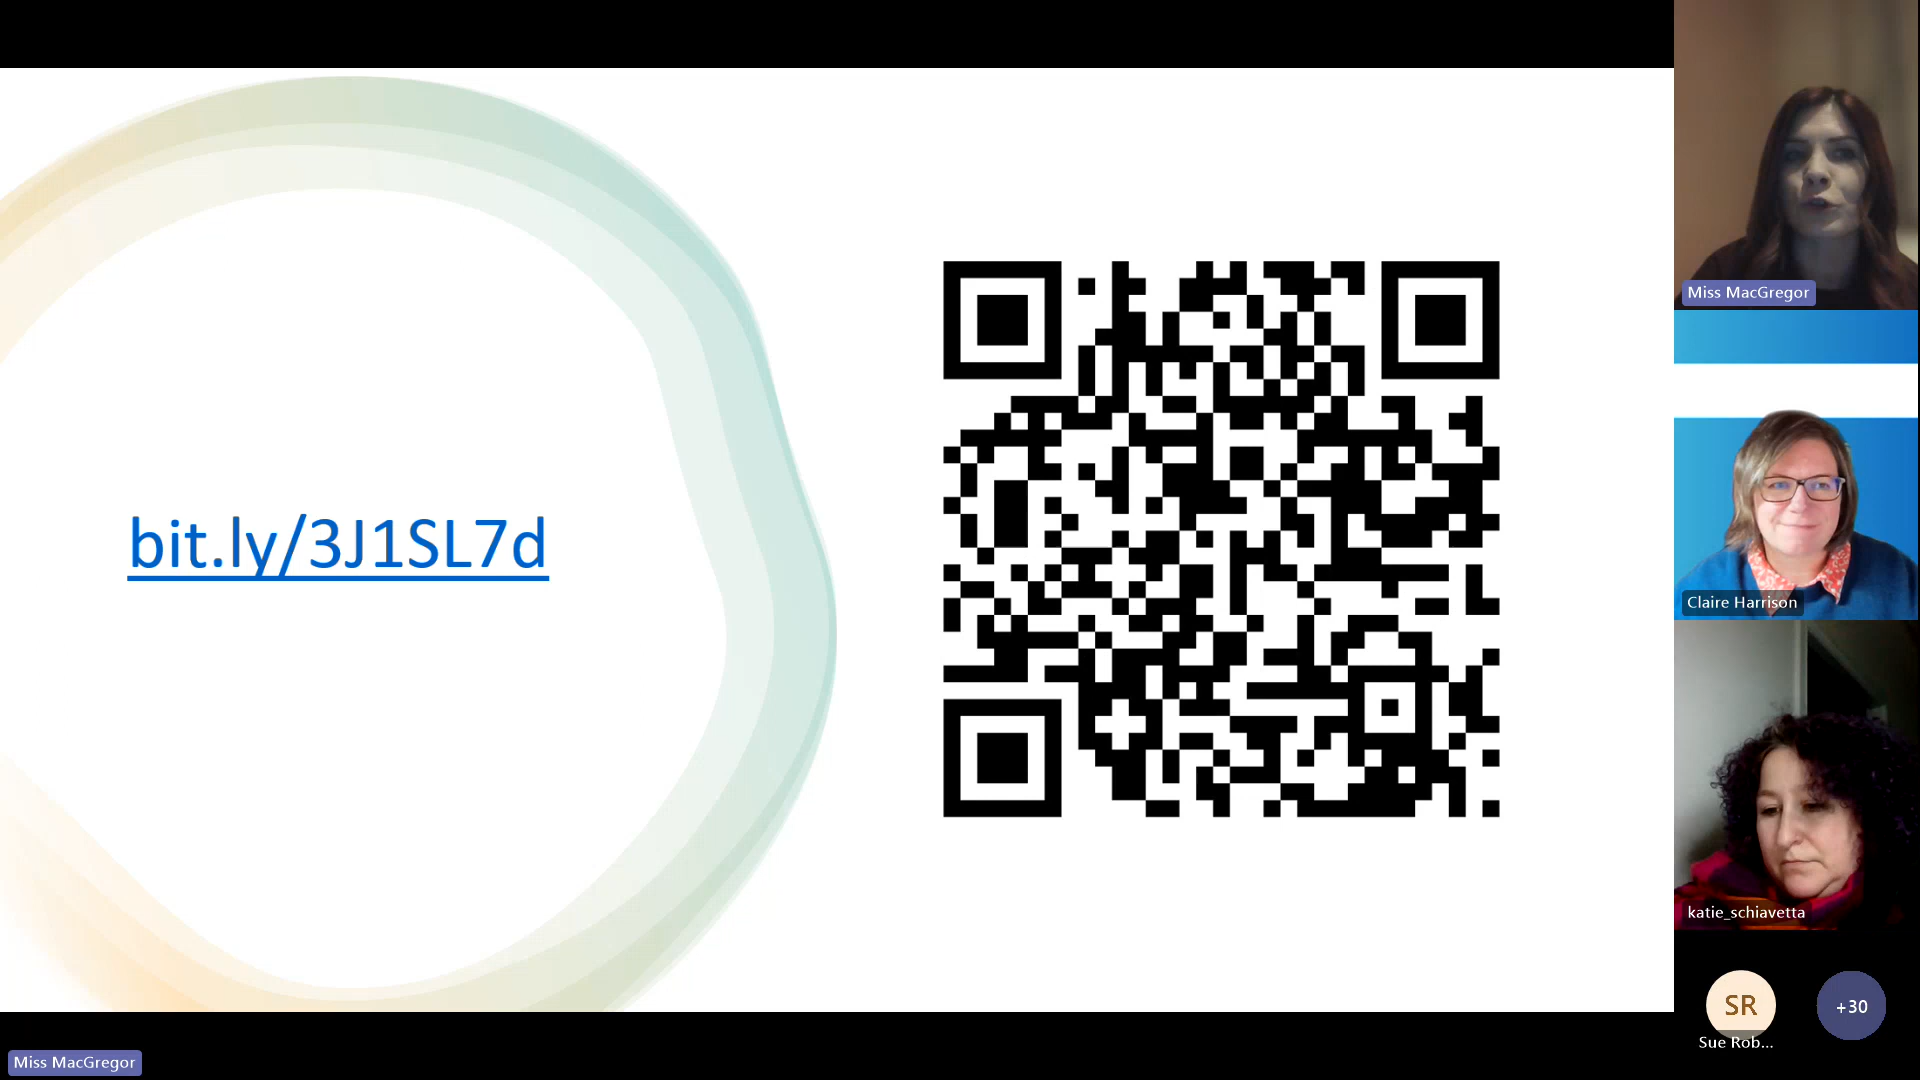 bit.ly/3J1SL7d
Miss MacGregor
Claire Harrison
katie_schiavetta
SR
+30
Sue Rob...
Miss MacGregor